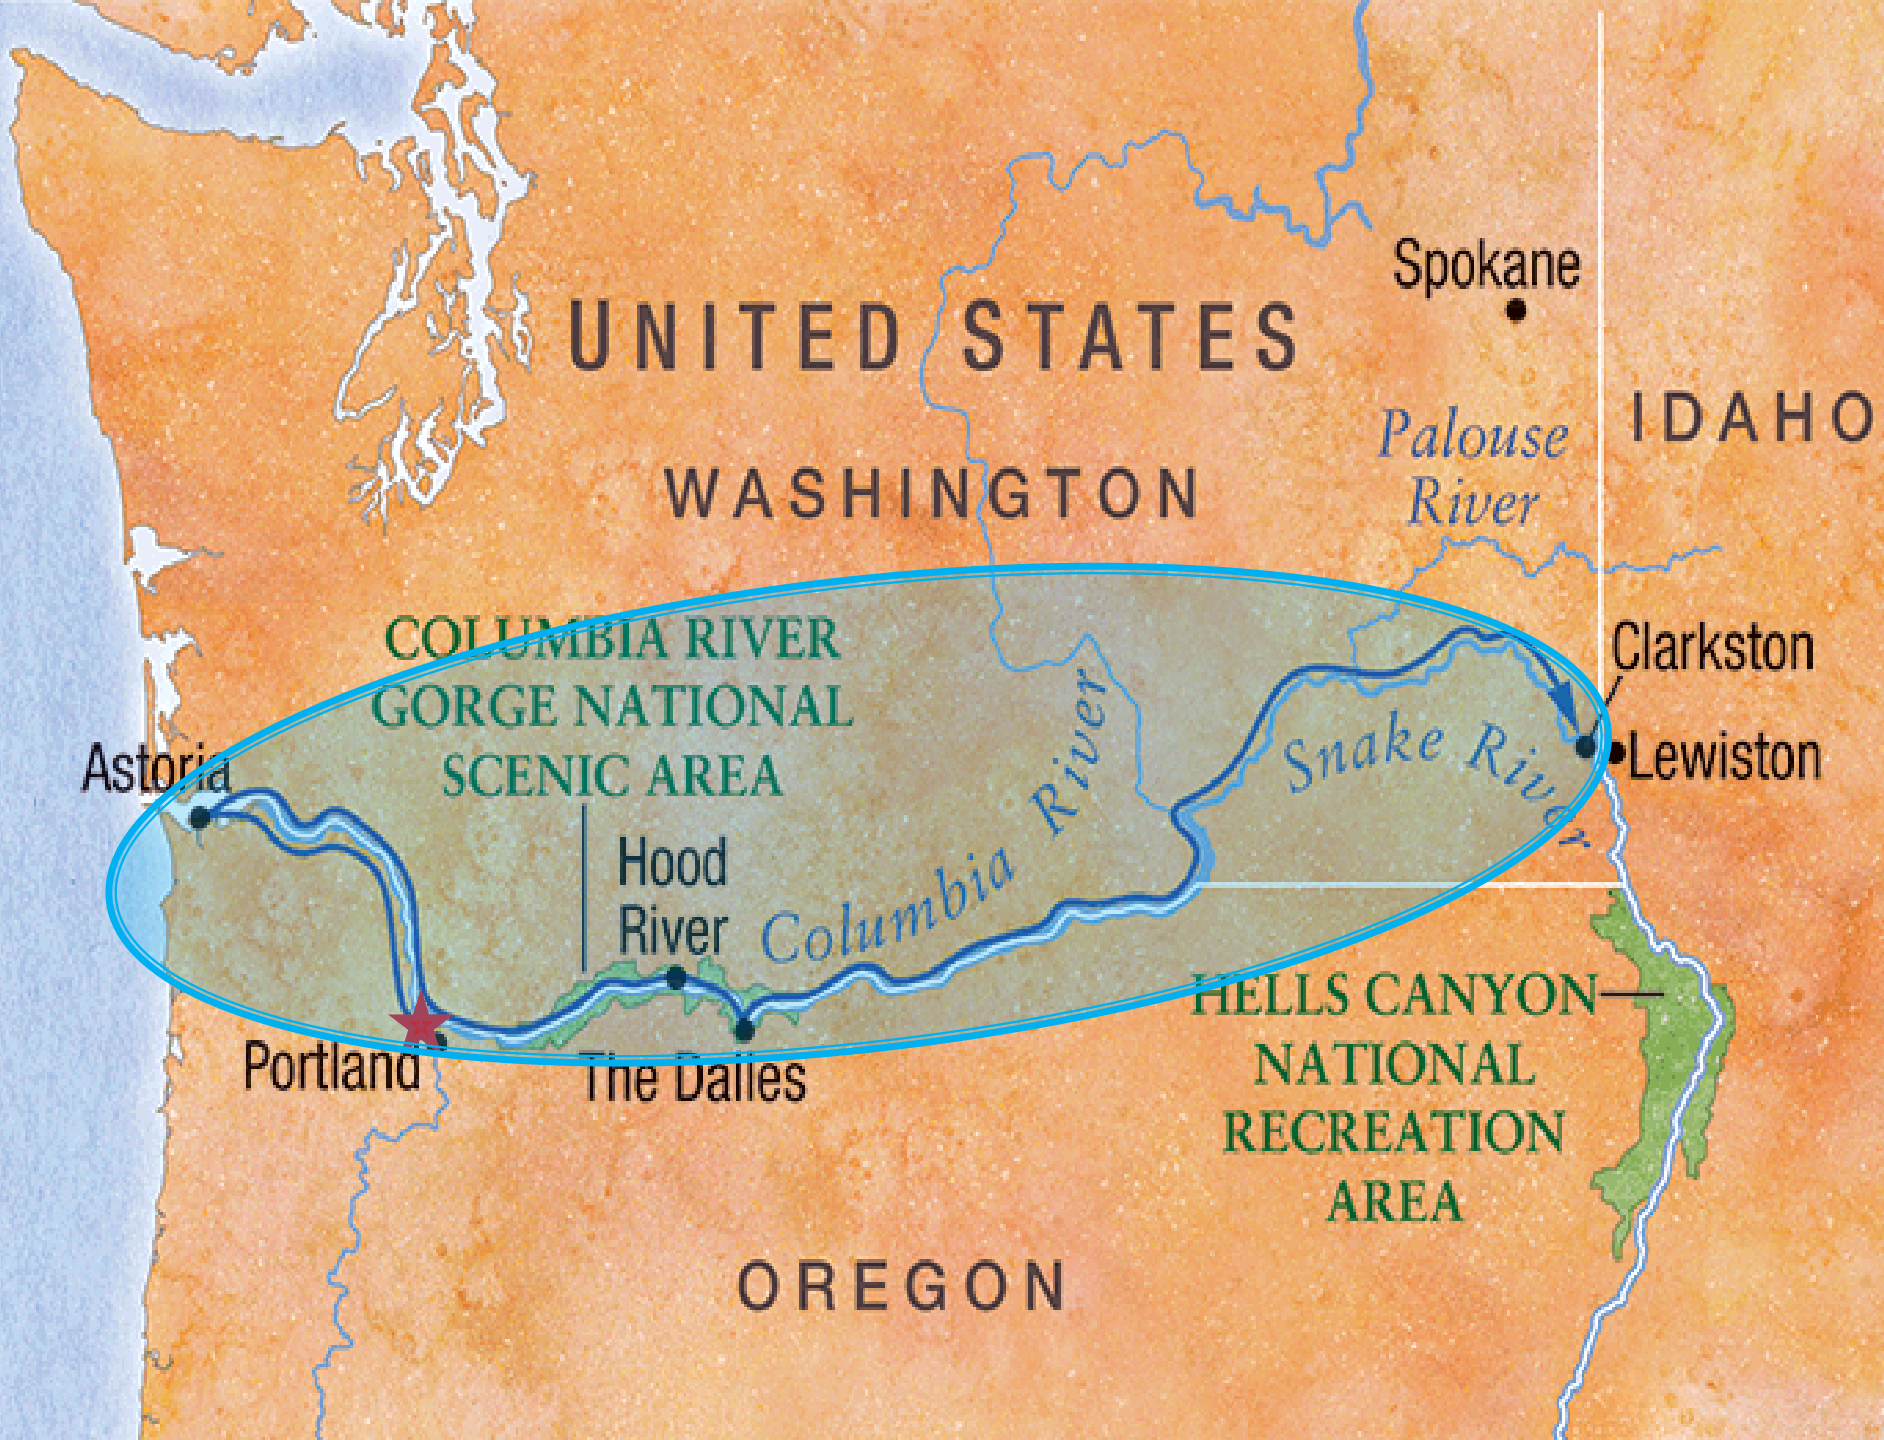 Spokane
UNITED STATES
IDAHO
Palouse
River
WASHINGTON
COLUMBIA RIVER
GORGE NATIONAL
SCENIC AREA
Clarkston
Lewiston
Astoria
Snake River
Columbia River
Hood
River
Portland
The Dalles
HELLS CANYON
NATIONAL
RECREATION
AREA
OREGON